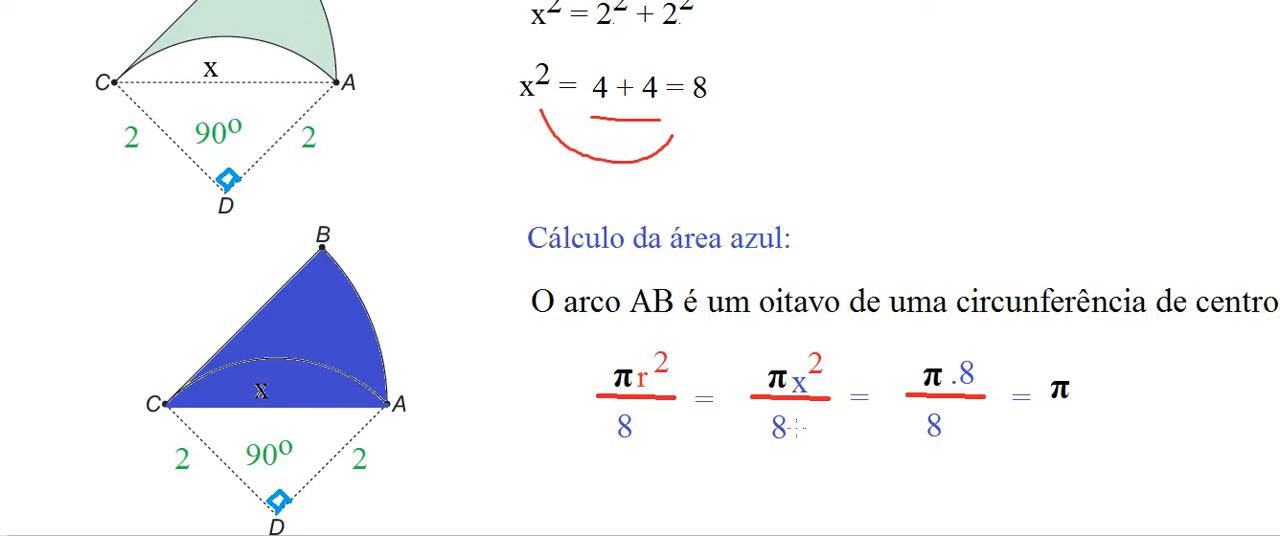 x² = 2² + 2²
x² = 4 + 4 = 8
C x A
2 90º 2
D
B
Cálculo da área azul:
O arco AB é um oitavo de uma circunferência de centro
πr²/8 = πx²/8 = π.8/8 = π
C x A
2 90º 2
D